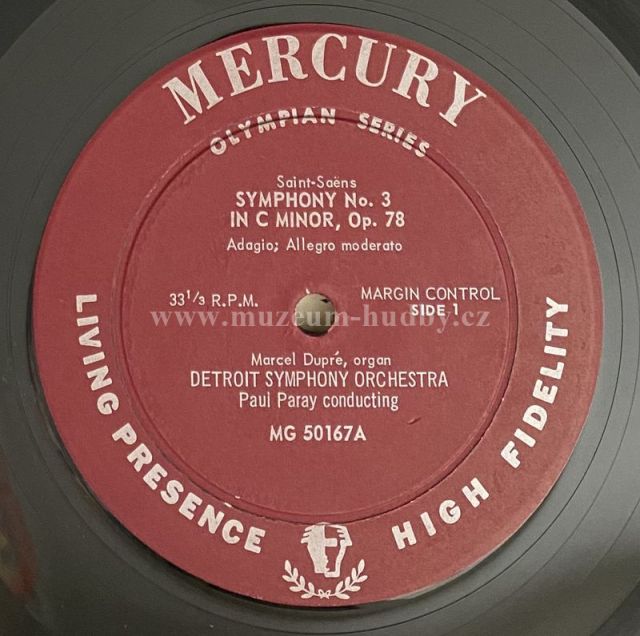 MERCURY
OLYMPIAN SERIES
Saint-Saëns
SYMPHONY No. 3
IN C MINOR, Op. 78
Adagio; Allegro moderato
33 1/3 R.P.M.
MARGIN CONTROL
SIDE 1
www.muzeum-hudby.cz
Marcel Dupré, organ
DETROIT SYMPHONY ORCHESTRA
Paul Paray conducting
MG 50167A
LIVING PRESENCE
HIGH FIDELITY